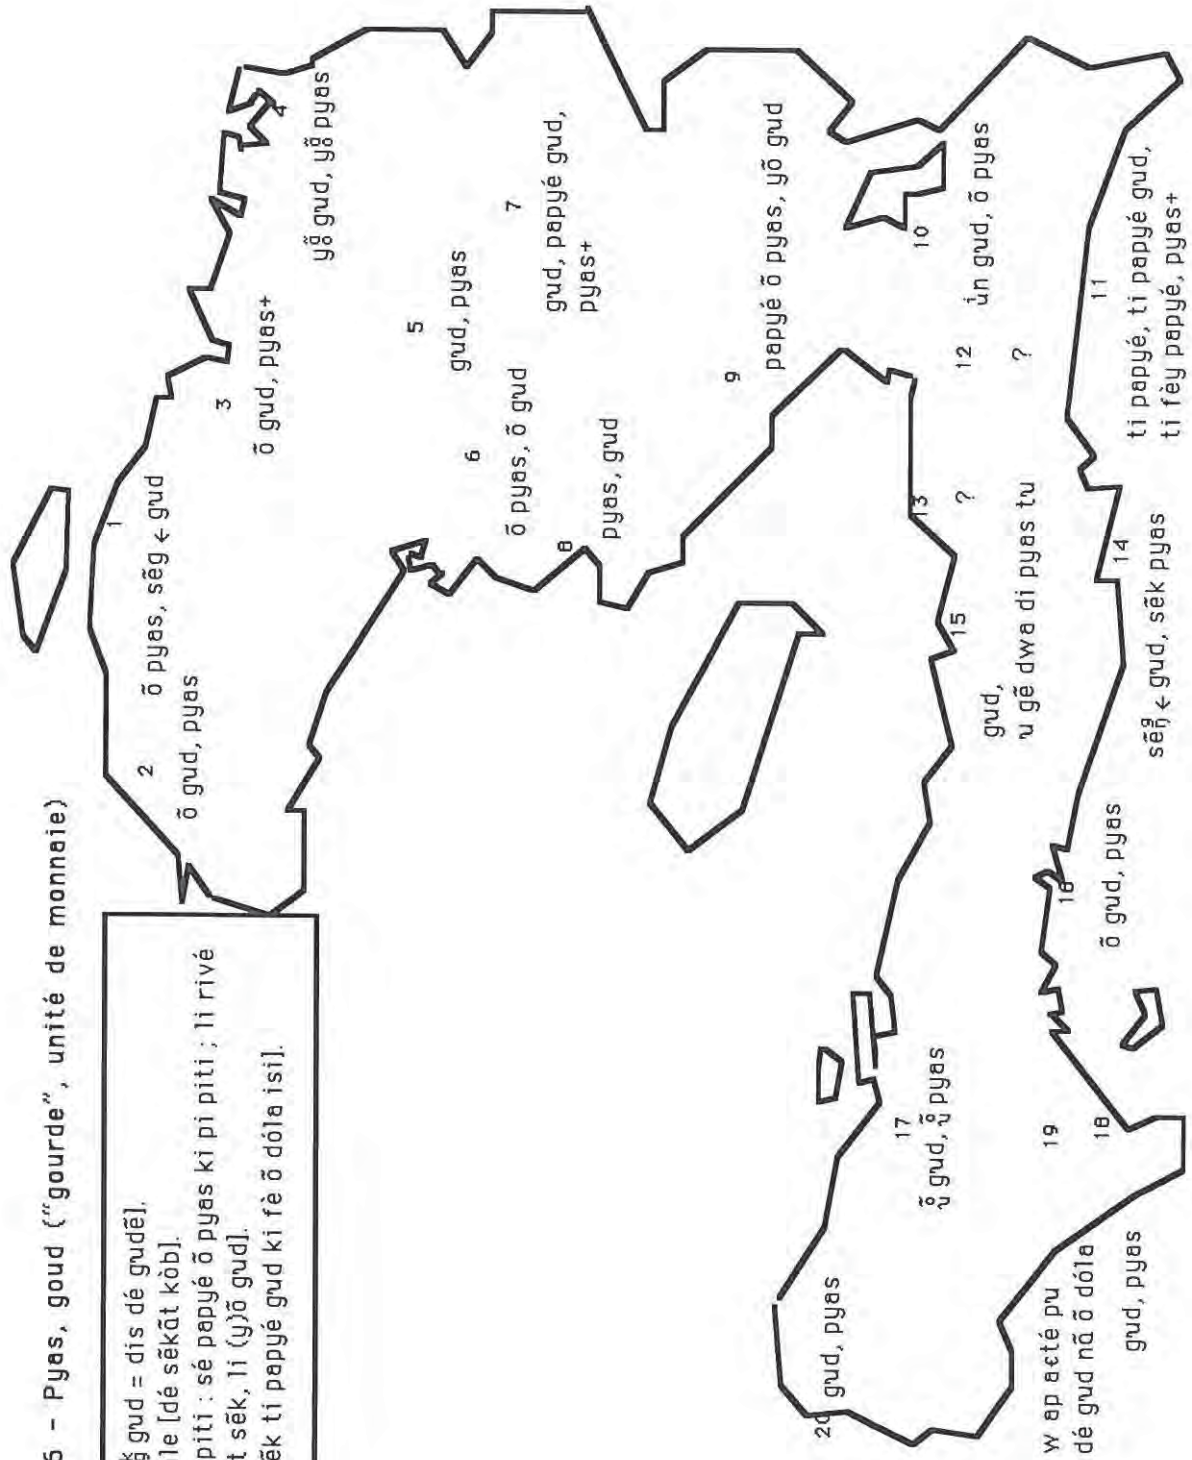 6 – Pyas, goud ("gourde", unité de monnaie)
gud = dis dé gudẽ].
le [dé sẽkãt kòb].
piti : sé papyé õ pyas ki pi piti ; li rivé
t sẽk, li (y)õ gud].
ẽk ti papyé gud ki fè õ dóla isi].
1
õ pyas, sẽg ← gud
2
õ gud, pyas
3
õ gud, pyas+
4
yõ̃ gud, yõ̃ pyas
5
gud, pyas
6
õ pyas, õ gud
7
gud, papyé gud,
pyas+
8
pyas, gud
9
papyé õ pyas, yõ gud
10
u̇n gud, õ pyas
11
ti papyé, ti papyé gud,
ti fèy papyé, pyas+
12
?
13
?
14
← gud, sẽk pyas
15
gud,
u gẽ dwa di pyas tu
16
õ gud, pyas
17
gud, pyas
18
gud, pyas
19
w ap acté pu
dé gud nã õ dóla
20
gud, pyas